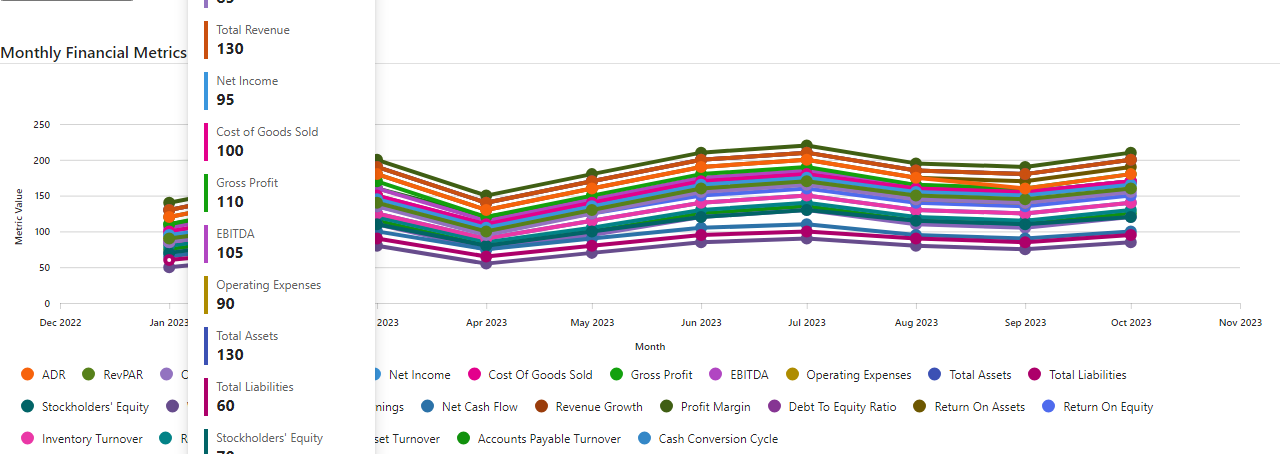 Total Revenue
130
Monthly Financial Metrics
Net Income
95
Cost of Goods Sold
100
Gross Profit
110
EBITDA
105
Operating Expenses
90
Total Assets
130
Total Liabilities
60
Stockholders' Equity
250
200
150
100
50
0
Metric Value
Dec 2022 Jan 2023 2023 Apr 2023 May 2023 Jun 2023 Jul 2023 Aug 2023 Sep 2023 Oct 2023 Nov 2023
Month
ADR RevPAR Net Income Cost Of Goods Sold Gross Profit EBITDA Operating Expenses Total Assets Total Liabilities
Stockholders' Equity Net Cash Flow Revenue Growth Profit Margin Debt To Equity Ratio Return On Assets Return On Equity
Inventory Turnover Turnover Accounts Payable Turnover Cash Conversion Cycle